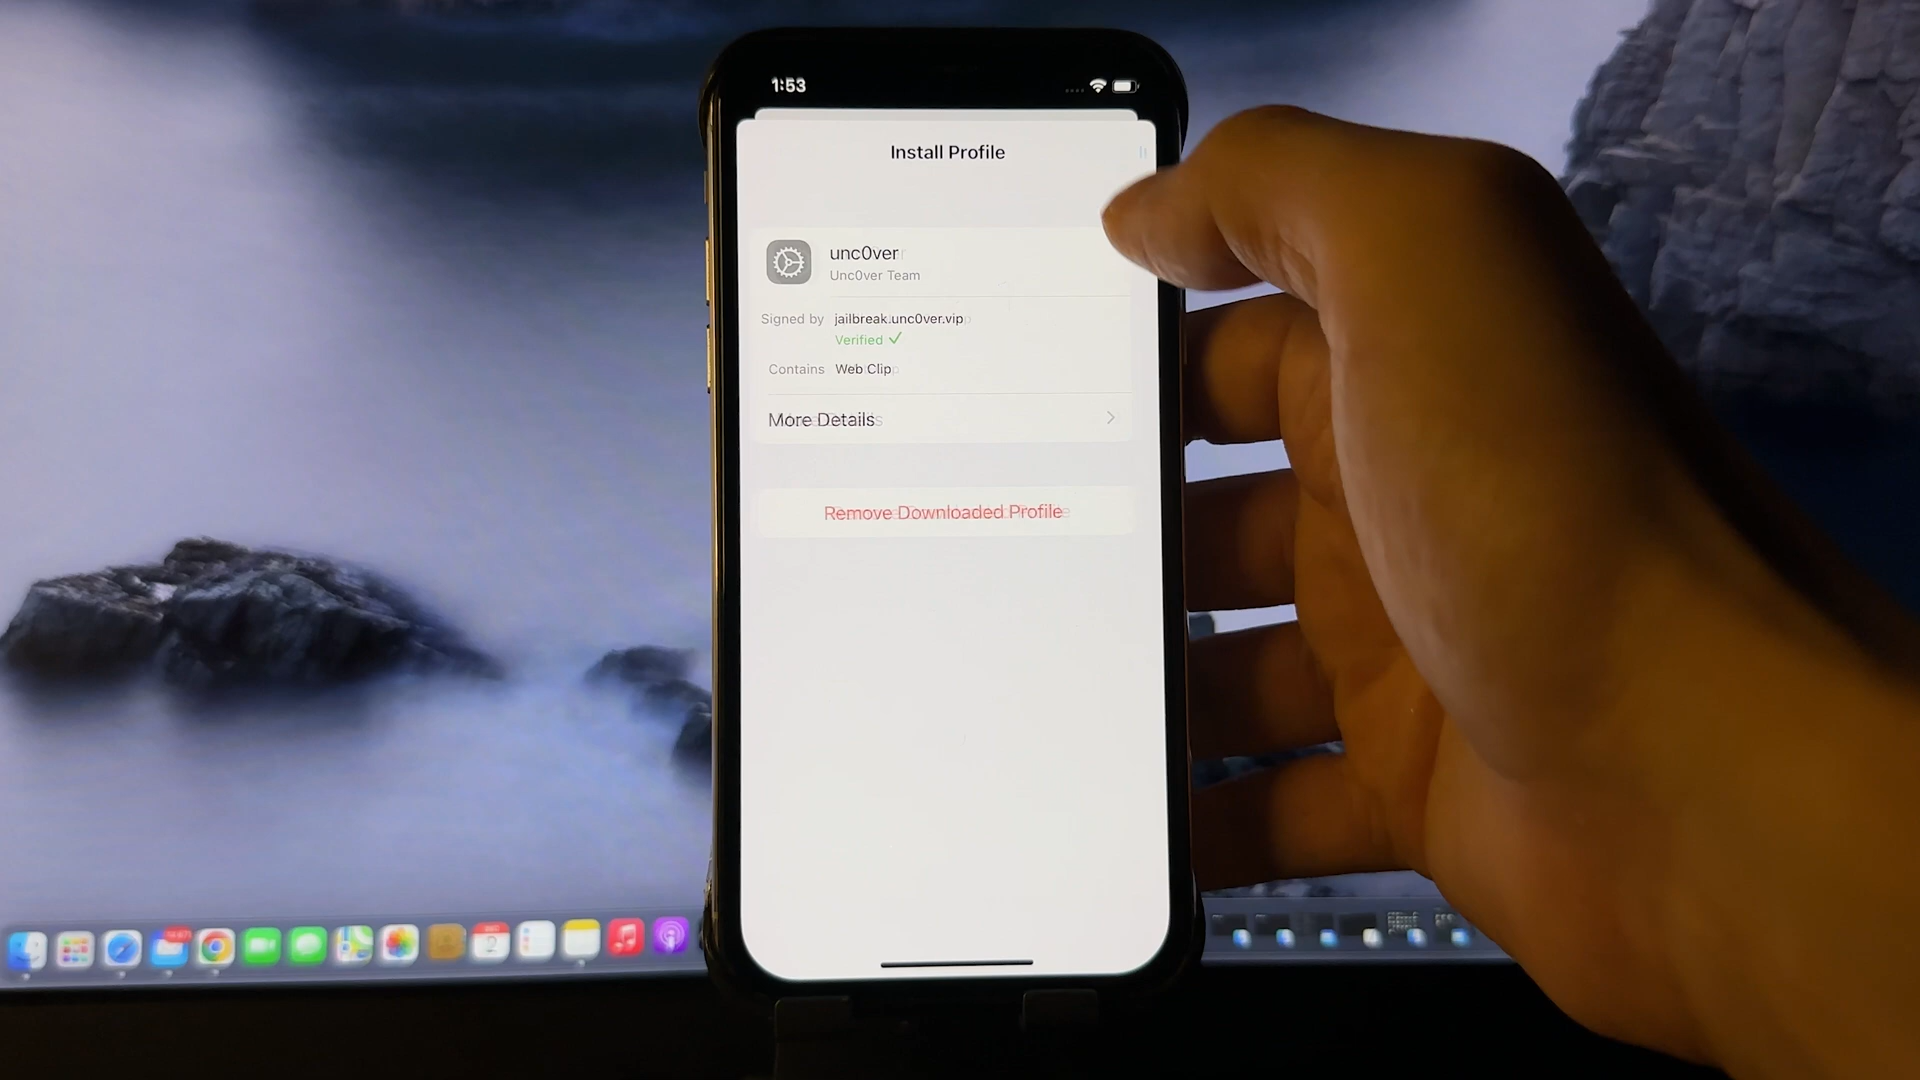 1:53
Install Profile
unc0ver
Unc0ver Team
Signed by jailbreak.unc0ver.vip
Verified ✓
Contains Web Clip
More Details
Remove Downloaded Profile
2